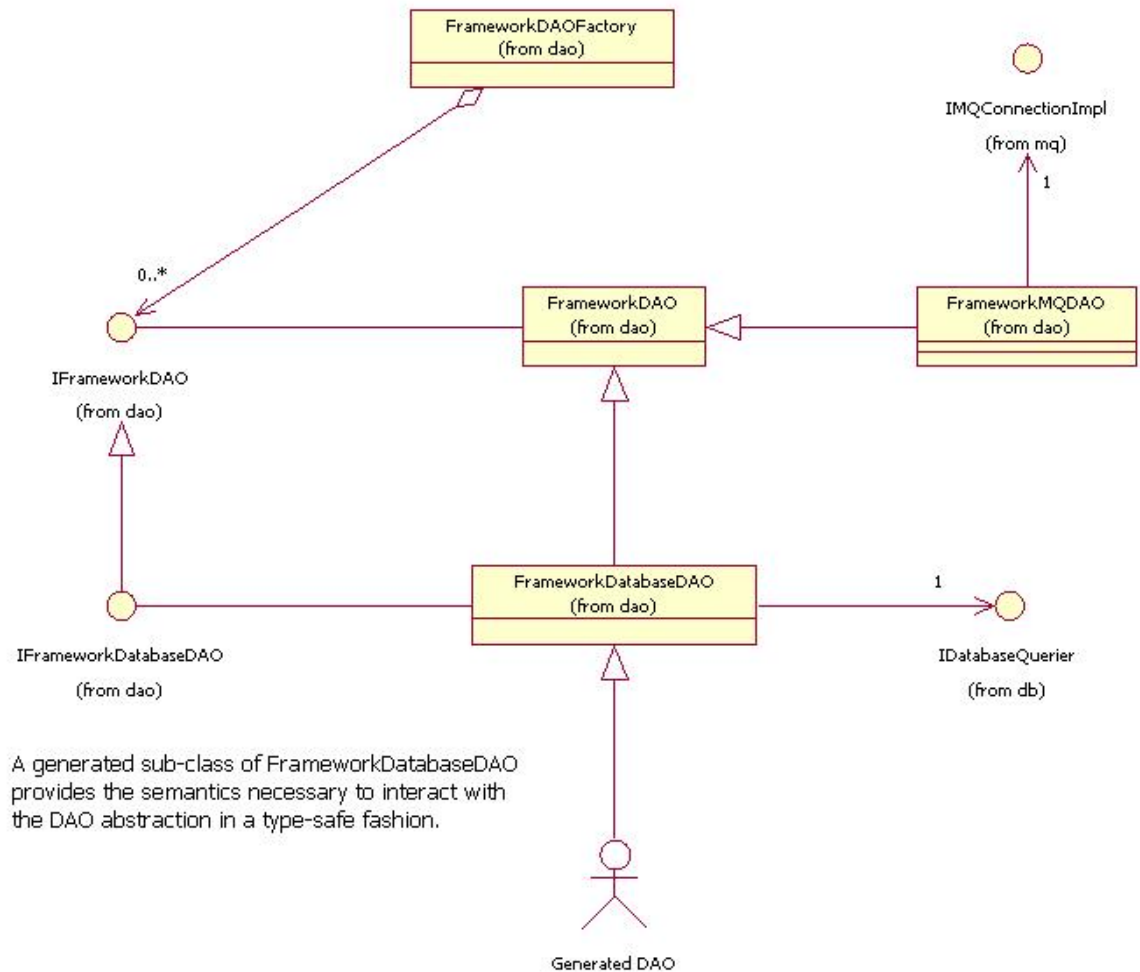 FrameworkDAOFactory
(from dao)
IMQConnectionImpl
(from mq)
1
0..*
FrameworkDAO
(from dao)
FrameworkMQDAO
(from dao)
IFrameworkDAO
(from dao)
FrameworkDatabaseDAO
(from dao)
1
IFrameworkDatabaseDAO
(from dao)
IDatabaseQuerier
(from db)
A generated sub-class of FrameworkDatabaseDAO
provides the semantics necessary to interact with
the DAO abstraction in a type-safe fashion.
Generated DAO